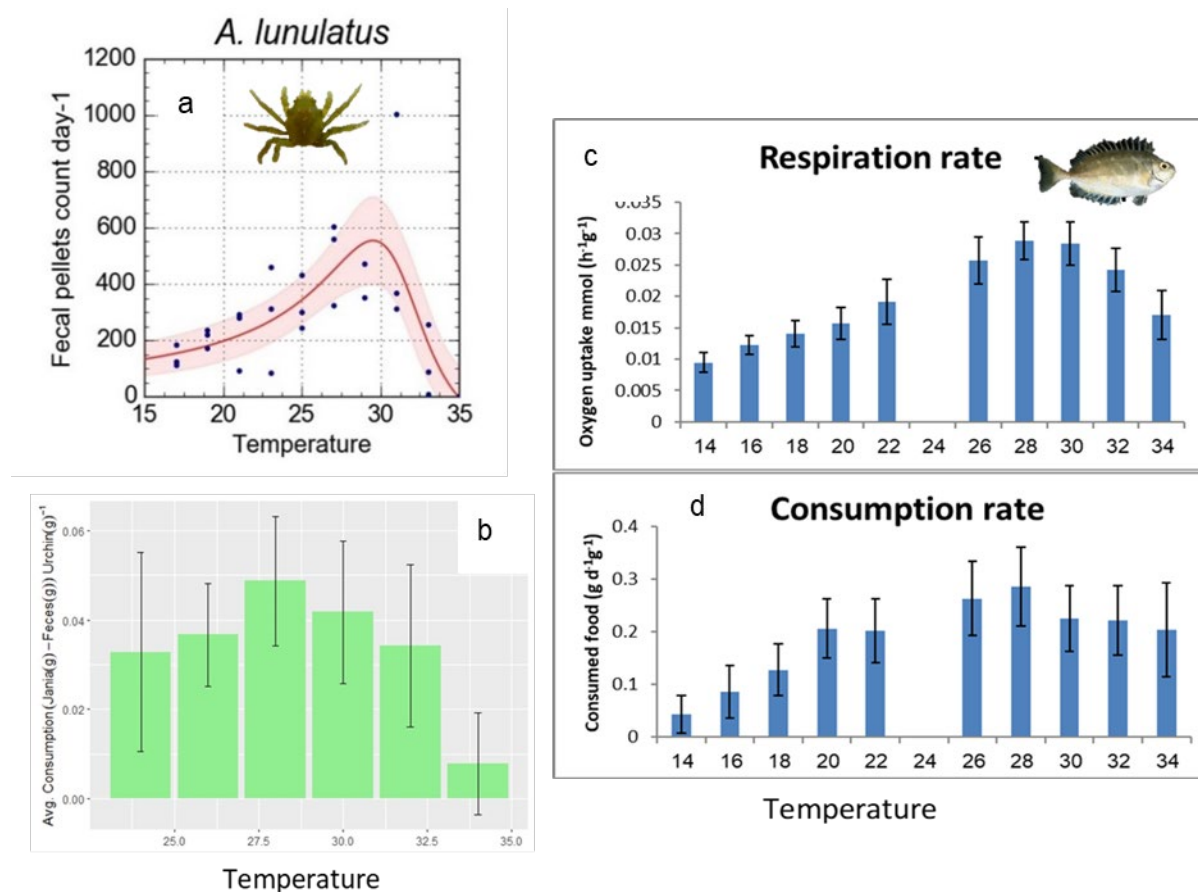 A. lunulatus
a
Fecal pellets count day-1
1200
1000
800
600
400
200
0
15 20 25 30 35
Temperature
b
Avg. Consumption (Jania(g) – Feces(g)) Urchin(g)⁻¹
0.06
0.04
0.02
0.00
25.0 27.5 30.0 32.5 35.0
Temperature
c
Respiration rate
Oxygen uptake mmol (h⁻¹g⁻¹)
0.035
0.03
0.025
0.02
0.015
0.01
0.005
0
14 16 18 20 22 24 26 28 30 32 34
d
Consumption rate
Consumed food (g d⁻¹g⁻¹)
0.4
0.3
0.2
0.1
0
14 16 18 20 22 24 26 28 30 32 34
Temperature